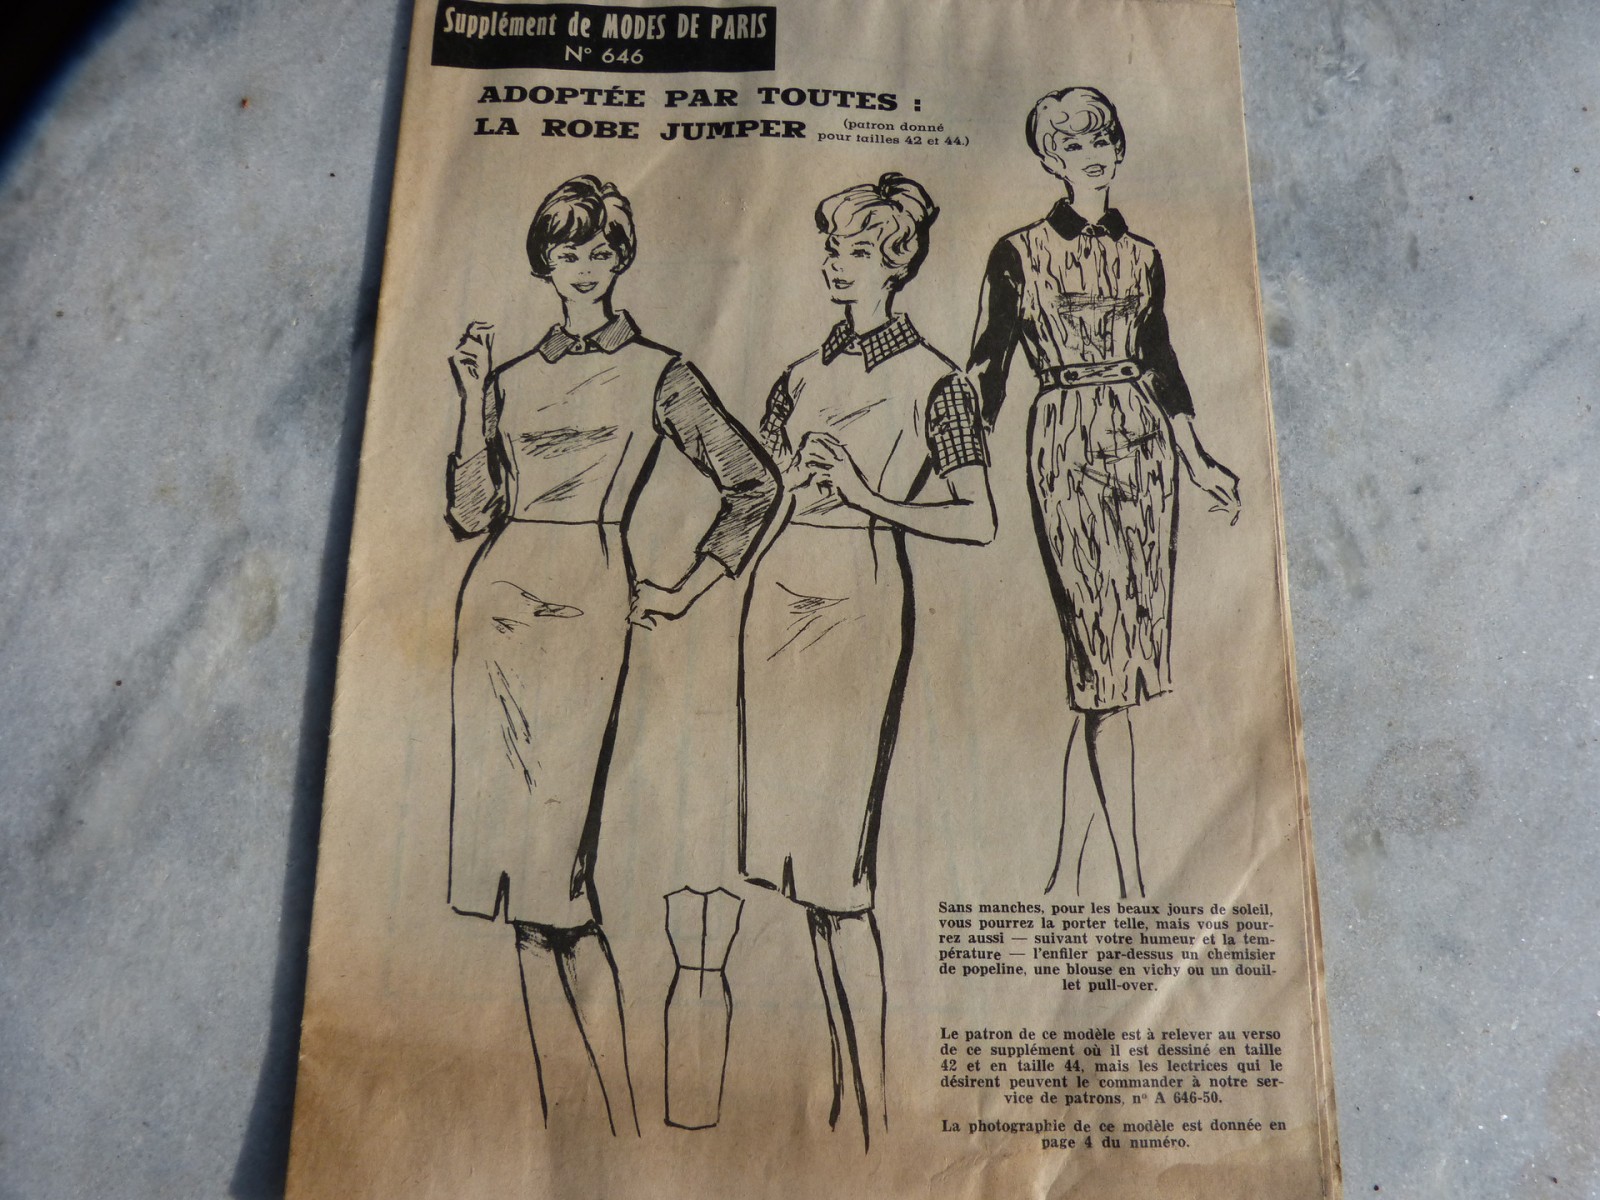 Supplément de MODES DE PARIS
N° 646
ADOPTÉE PAR TOUTES :
LA ROBE JUMPER (patron donné
pour tailles 42 et 44.)
Sans manches, pour les beaux jours de soleil,
vous pourrez la porter telle, mais vous pour-
rez aussi — suivant votre humeur et la tem-
pérature — l'enfiler par-dessus un chemisier
de popeline, une blouse en vichy ou un douil-
let pull-over.
Le patron de ce modèle est à relever au verso
de ce supplément où il est dessiné en taille
42 et en taille 44, mais les lectrices qui le
désirent peuvent le commander à notre ser-
vice de patrons, n° A 646-50.
La photographie de ce modèle est donnée en
page 4 du numéro.